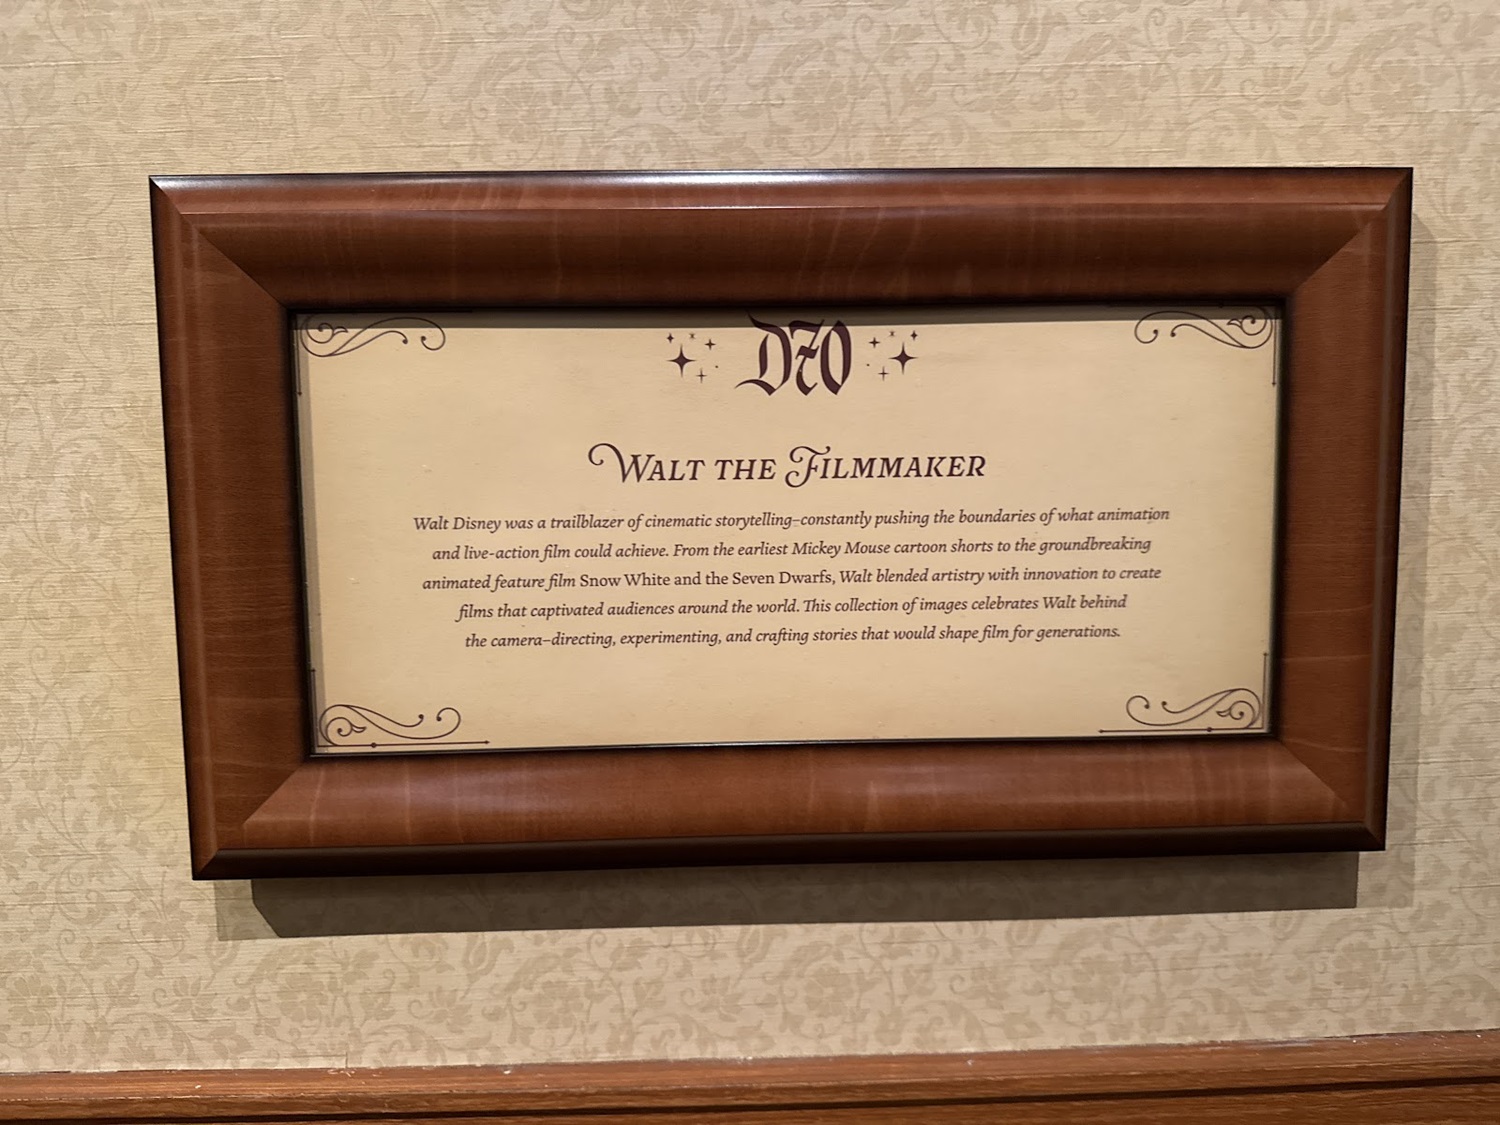 D70
Walt the Filmmaker
Walt Disney was a trailblazer of cinematic storytelling–constantly pushing the boundaries of what animation
and live-action film could achieve. From the earliest Mickey Mouse cartoon shorts to the groundbreaking
animated feature film Snow White and the Seven Dwarfs, Walt blended artistry with innovation to create
films that captivated audiences around the world. This collection of images celebrates Walt behind
the camera–directing, experimenting, and crafting stories that would shape film for generations.